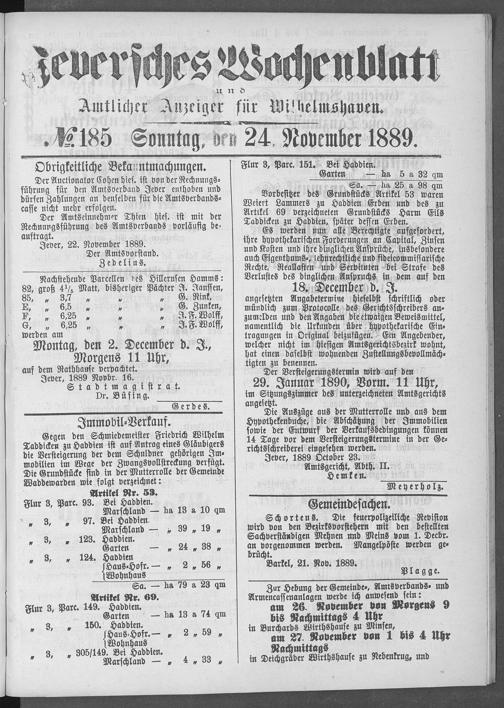 Jeversches Wochenblatt
und
Amtlicher Anzeiger für Wilhelmshaven.
№ 185 Sonntag, den 24. November 1889.
Obrigkeitliche Bekanntmachungen.
Der Auctionator Cohen hies. ist von der Rechnungs-
führung für den Amtsverband Jever enthoben und
dürfen Zahlungen an denselben für die Amtsverbands-
casse nicht mehr erfolgen.
Der Amtseinnehmer Thien hies. ist mit der
Rechnungsführung des Amtsverbands vorläufig be-
auftragt.
Jever, 22. November 1889.
Der Amtsvorstand.
Zedelius.
Nachstehende Parcellen des Hillernsen Hamms:
82, groß 4½ Matt, bisheriger Pächter A. Janssen,
85, „ 3,7 „ „ „ G. Rink,
E, „ 6,5 „ „ „ G. Zunken,
F, „ 6,25 „ „ „ J. F. Wolff,
G, „ 6,25 „ „ „ J. F. Wolff,
werden am
Montag, den 2. December d. J.,
Morgens 11 Uhr,
auf dem Rathhause verpachtet.
Jever, 1889 Novbr. 16.
Stadtmagistrat.
Dr. Büsing.
Gerdes.
Immobil-Verkauf.
Gegen den Schmiedemeister Friedrich Wilhelm
Taddicken zu Haddien ist auf Antrag eines Gläubigers
die Versteigerung der dem Schuldner gehörigen Im-
mobilien im Wege der Zwangsvollstreckung verfügt.
Die Grundstücke sind in der Mutterrolle der Gemeinde
Waddewarden wie folgt verzeichnet:
Artikel Nr. 53.
Flur 3, Parc. 93. Bei Haddien.
Marschland — ha 13 a 10 qm
„ 3, „ 97. Bei Haddien.
Marschland — „ 39 „ 19 „
„ 3, „ 123. Haddien.
Garten — „ 24 „ 38 „
„ 3, „ 124. Haddien
{Haus-Hofr. — „ 2 „ 56 „
{Wohnhaus
Sa. — ha 79 a 23 qm
Artikel Nr. 69.
Flur 3, Parc. 149. Haddien.
Garten — ha 13 a 74 qm
„ 3, „ 150. Haddien.
{Haus-Hofr. — „ 2 „ 59 „
{Wohnhaus
„ 3, „ 305/149. Bei Haddien.
Marschland — „ 4 „ 33 „
Flur 3, Parc. 151. Bei Haddien.
Garten — ha 5 a 32 qm
Sa. — ha 25 a 98 qm
Vorbesitzer des Grundstücks Artikel 53 waren
Weiert Lammers zu Haddien Erben und des zu
Artikel 69 verzeichneten Grundstücks Harm Eils
Taddicken zu Haddien, später dessen Erben.
Es werden nun alle Berechtigte aufgefordert,
ihre hypothekarischen Forderungen an Capital, Zinsen
und Kosten und ihre dinglichen Ansprüche, insbesondere
auch Eigenthums-, lehnrechtliche und fideicommissarische
Rechte, Reallasten und Servituten bei Strafe des
Verlustes des dinglichen Anspruchs in dem auf den
18. December d. J.
angesetzten Angabetermine hieselbst schriftlich oder
mündlich zum Protocolle des Gerichtsschreibers an-
zumelden und den Angaben die etwaigen Beweismittel,
namentlich die Urkunden über hypothekarische Ein-
tragungen in Original beizufügen. Ein Angebender,
welcher nicht im hiesigen Amtsgerichtsbezirk wohnt,
hat einen daselbst wohnenden Zustellungsbevollmäch-
tigten zu benennen.
Der Versteigerungstermin wird auf den
29. Januar 1890, Vorm. 11 Uhr,
im Sitzungszimmer des unterzeichneten Amtsgerichts
angesetzt.
Die Auszüge aus der Mutterrolle und aus dem
Hypothekenbuche, die Abschätzung der Immobilien
sowie der Entwurf der Verkaufsbedingungen können
14 Tage vor dem Versteigerungstermine in der Ge-
richtsschreiberei eingesehen werden.
Jever, 1889 October 23.
Amtsgericht, Abth. II.
Hemken.
Meyerholz.
Gemeindesachen.
Schortens. Die feuerpolizeiliche Revision
wird von den Bezirksvorstehern mit den bestellten
Sachverständigen Mehnen und Meins vom 1. Decbr.
an vorgenommen werden. Mangelpöste werden ge-
brücht.
Barkel, 21. Nov. 1889.
Plagge.
Zur Hebung der Gemeinde-, Amtsverbands- und
Armencassenanlagen werde ich anwesend sein:
am 26. November von Morgens 9
bis Nachmittags 4 Uhr
in Burchards Wirthshause zu Minsen,
am 27. November von 1 bis 4 Uhr
Nachmittags
in Deichgräber Wirthshause zu Nedenkrug, und